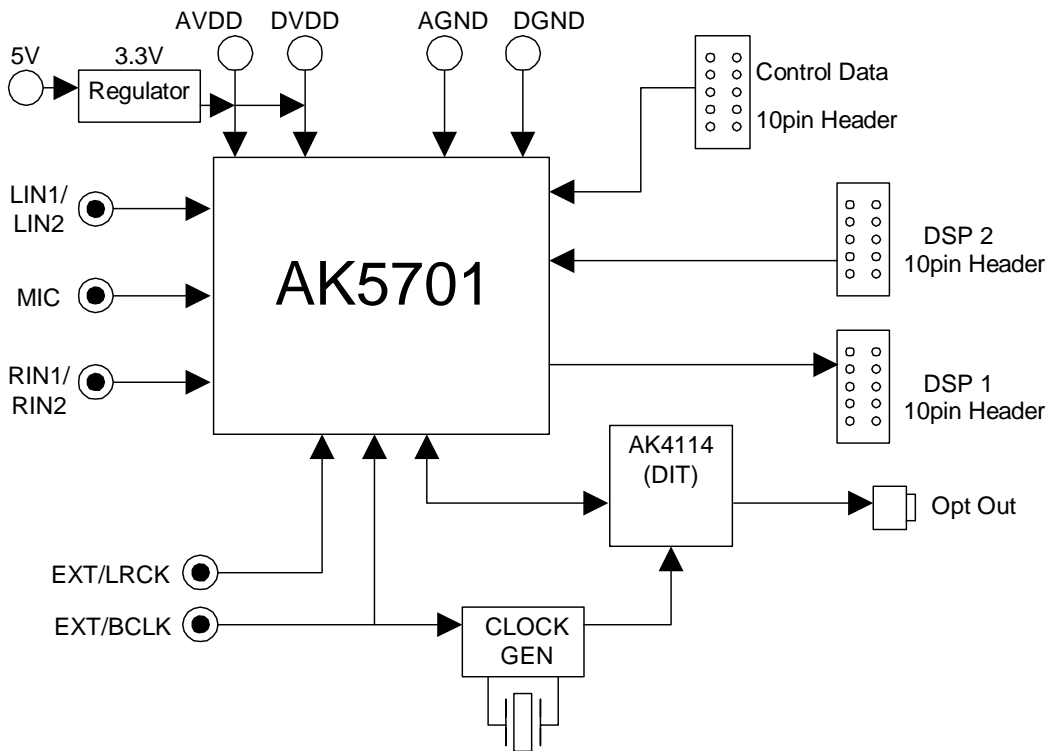 AVDD DVDD AGND DGND
5V
3.3V
Regulator
Control Data
10pin Header
LIN1/
LIN2
DSP 2
10pin Header
AK5701
MIC
RIN1/
RIN2
DSP 1
10pin Header
AK4114
(DIT)
Opt Out
EXT/LRCK
EXT/BCLK
CLOCK
GEN